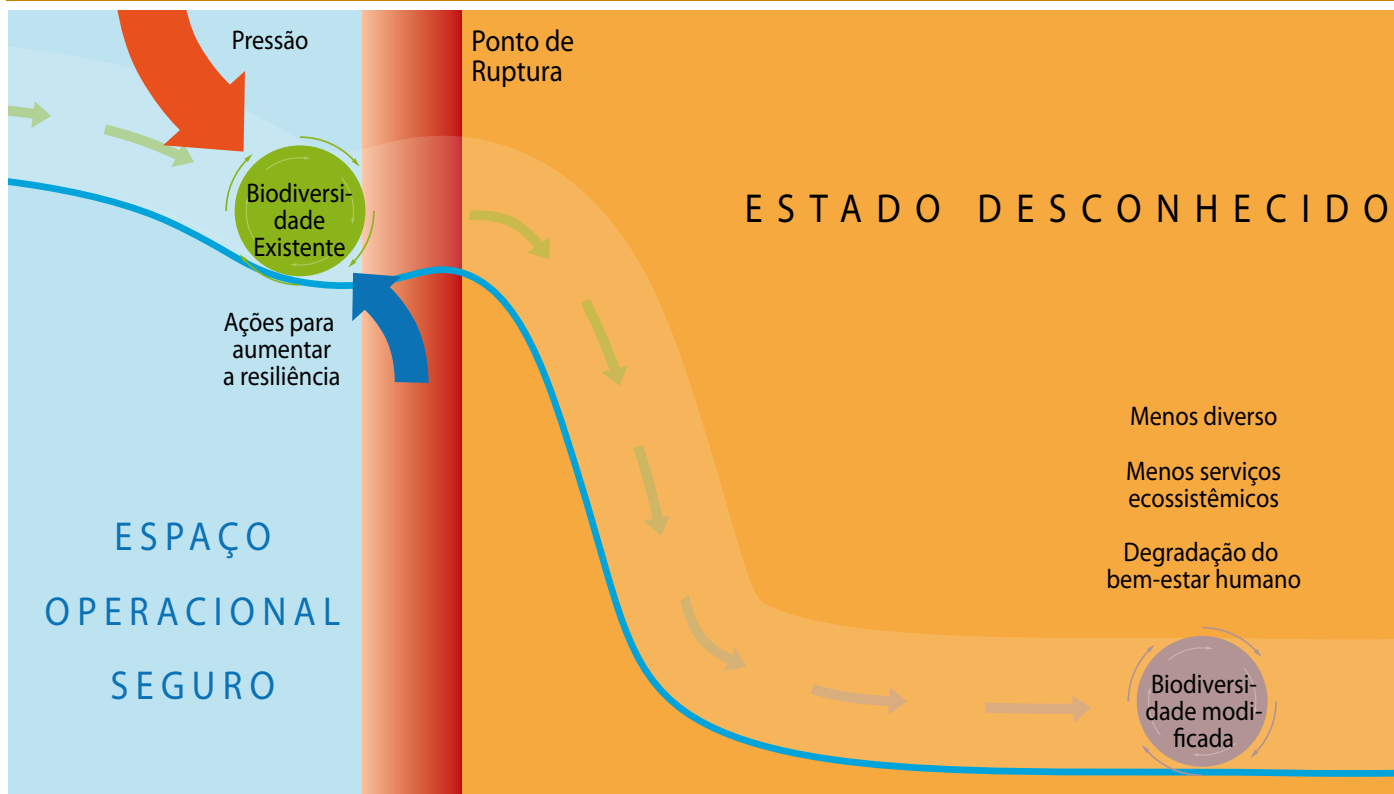 Pressão
Ponto de
Ruptura
Biodiversi-
dade
Existente
ESTADO DESCONHECIDO
Ações para
aumentar
a resiliência
Menos diverso
Menos serviços
ecossistêmicos
Degradação do
bem-estar humano
ESPAÇO
OPERACIONAL
SEGURO
Biodiversi-
dade modi-
ficada